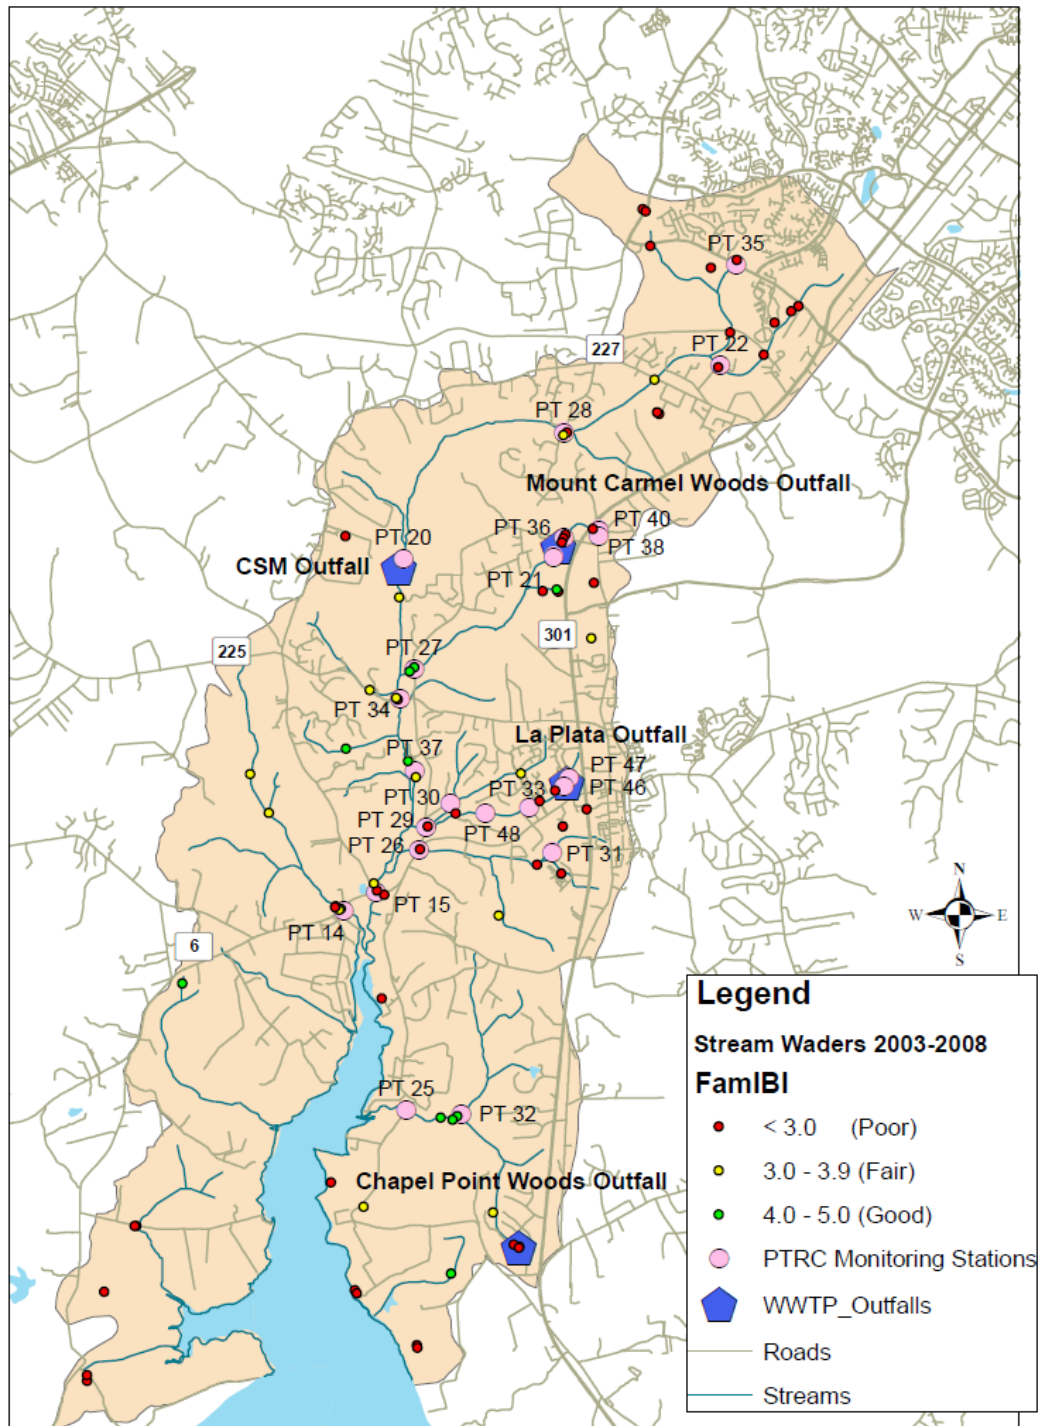 PT 35
227
PT 22
PT 28
Mount Carmel Woods Outfall
PT 36
PT 40
PT 20
PT 38
CSM Outfall
PT 21
301
225
PT 27
PT 34
La Plata Outfall
PT 37
PT 47
PT 30
PT 33
PT 46
PT 29
PT 48
PT 26
PT 31
N
W
E
S
PT 15
PT 14
6
Legend
Stream Waders 2003-2008
FamIBI
< 3.0 (Poor)
3.0 - 3.9 (Fair)
4.0 - 5.0 (Good)
PTRC Monitoring Stations
WWTP_Outfalls
Roads
Streams
PT 25
PT 32
Chapel Point Woods Outfall